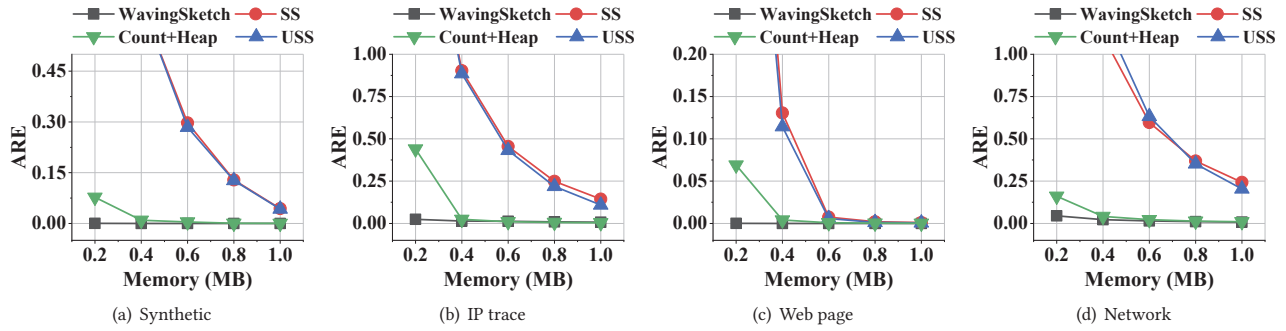 WavingSketch SS
Count+Heap USS
0.45
0.30
0.15
0.00
ARE
0.2 0.4 0.6 0.8 1.0
Memory (MB)
(a) Synthetic
WavingSketch SS
Count+Heap USS
1.00
0.75
0.50
0.25
0.00
ARE
0.2 0.4 0.6 0.8 1.0
Memory (MB)
(b) IP trace
WavingSketch SS
Count+Heap USS
0.20
0.15
0.10
0.05
0.00
ARE
0.2 0.4 0.6 0.8 1.0
Memory (MB)
(c) Web page
WavingSketch SS
Count+Heap USS
1.00
0.75
0.50
0.25
0.00
ARE
0.2 0.4 0.6 0.8 1.0
Memory (MB)
(d) Network